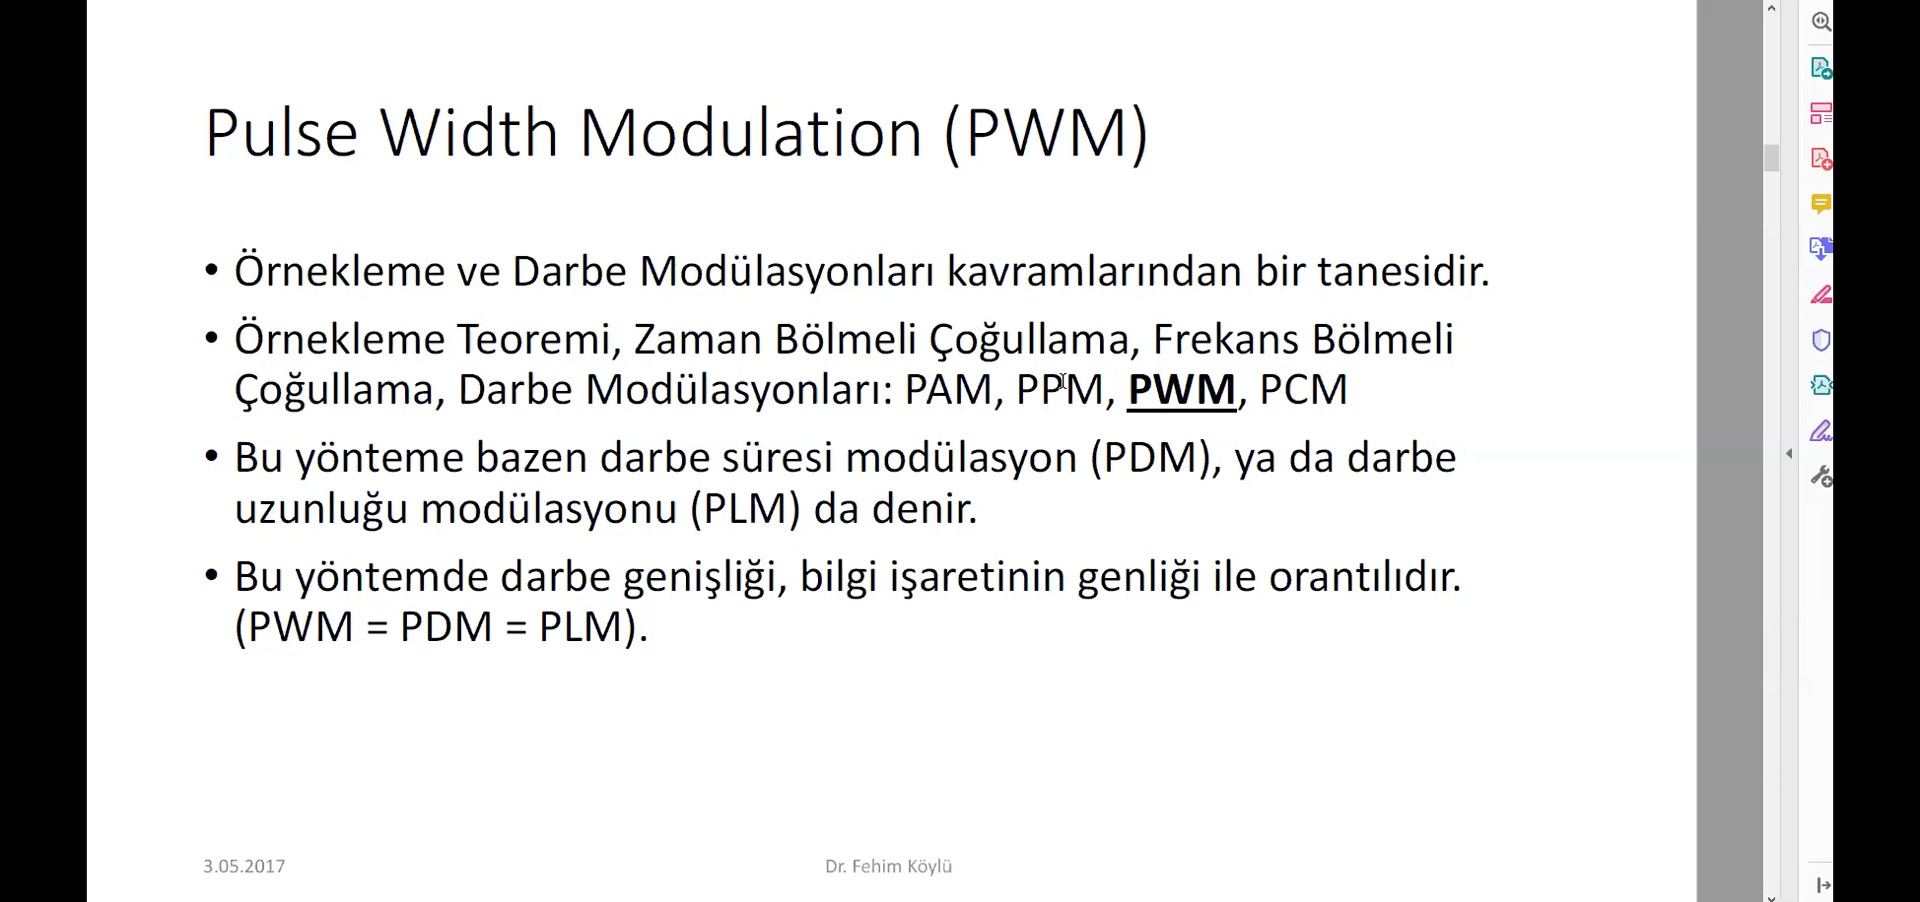 Pulse Width Modulation (PWM)
• Örnekleme ve Darbe Modülasyonları kavramlarından bir tanesidir.
• Örnekleme Teoremi, Zaman Bölmeli Çoğullama, Frekans Bölmeli
Çoğullama, Darbe Modülasyonları: PAM, PPM, PWM, PCM
• Bu yönteme bazen darbe süresi modülasyon (PDM), ya da darbe
uzunluğu modülasyonu (PLM) da denir.
• Bu yöntemde darbe genişliği, bilgi işaretinin genliği ile orantılıdır.
(PWM = PDM = PLM).
3.05.2017
Dr. Fehim Köylü